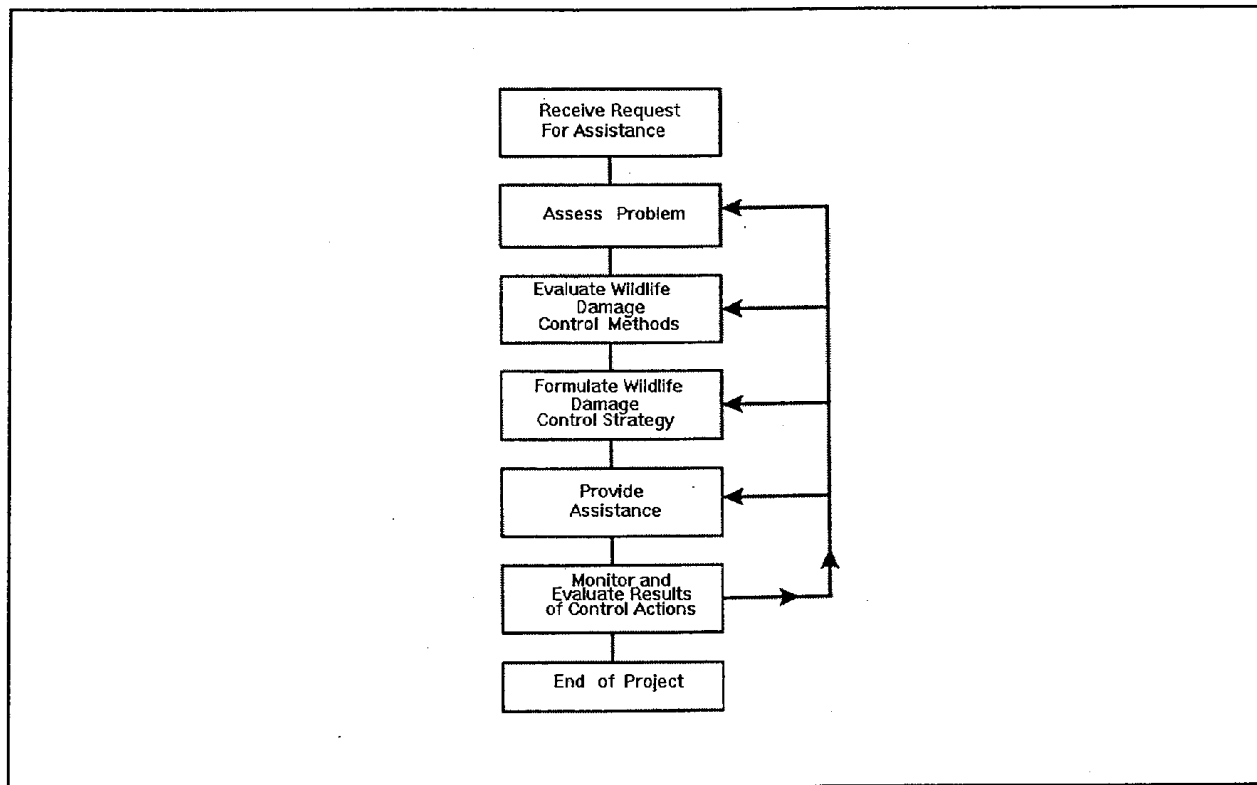 Receive Request
For Assistance
Assess Problem
Evaluate Wildlife
Damage
Control Methods
Formulate Wildlife
Damage
Control Strategy
Provide
Assistance
Monitor and
Evaluate Results
of Control Actions
End of Project